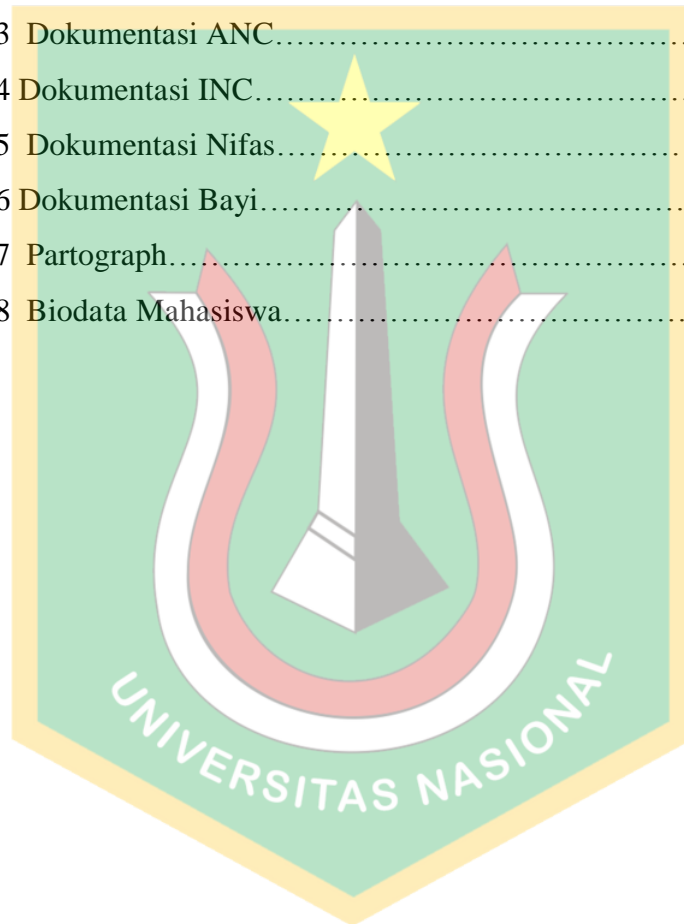 3 Dokumentasi ANC……………………………………
4 Dokumentasi INC……………………………………
5 Dokumentasi Nifas……………………………………
6 Dokumentasi Bayi……………………………………
7 Partograph……………………………………………
8 Biodata Mahasiswa……………………………………
UNIVERSITAS NASIONAL